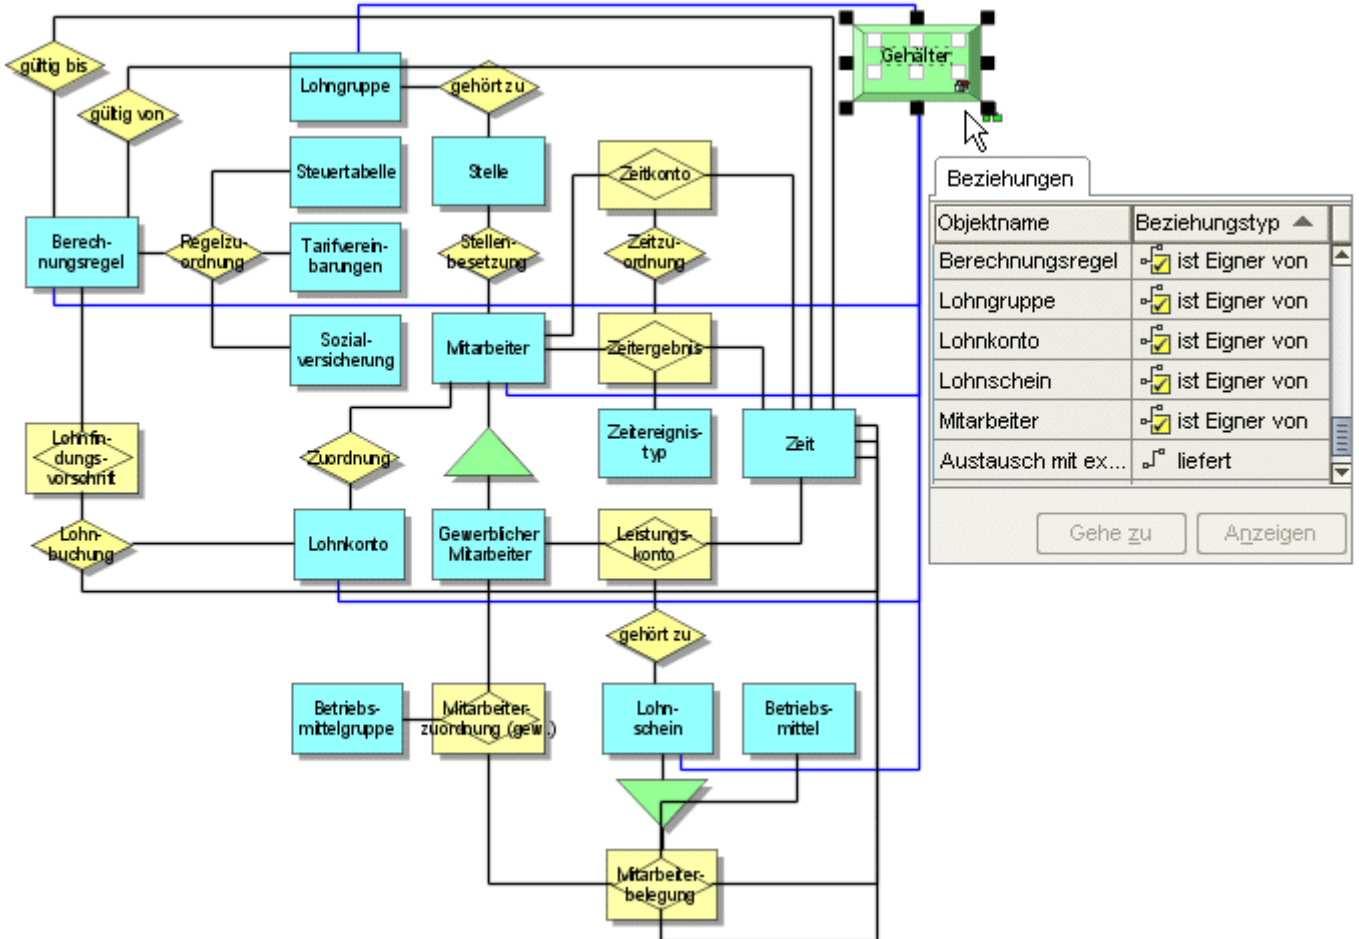 gültig bis
Lohngruppe
gehört zu
Gehälter
gültig von
Steuertabelle
Stelle
Zeitkonto
Beziehungen
Objektname
Beziehungstyp
Berech-
nungsregel
Regelzu-
ordnung
Tarifverein-
barungen
Stellen-
besetzung
Zeitzu-
ordnung
Berechnungsregel
ist Eigner von
Lohngruppe
ist Eigner von
Lohnkonto
ist Eigner von
Lohnschein
ist Eigner von
Mitarbeiter
ist Eigner von
Austausch mit ex...
liefert
Gehe zu
Anzeigen
Sozial-
versicherung
Mitarbeiter
Zeitergebnis
Lohnfin-
dungs-
vorschrift
Zuordnung
Zeitereignis-
typ
Zeit
Lohn-
buchung
Lohnkonto
Gewerblicher
Mitarbeiter
Leistungs-
konto
gehört zu
Betriebs-
mittelgruppe
Mitarbeiter-
zuordnung (gew.)
Lohn-
schein
Betriebs-
mittel
Mitarbeiter-
belegung